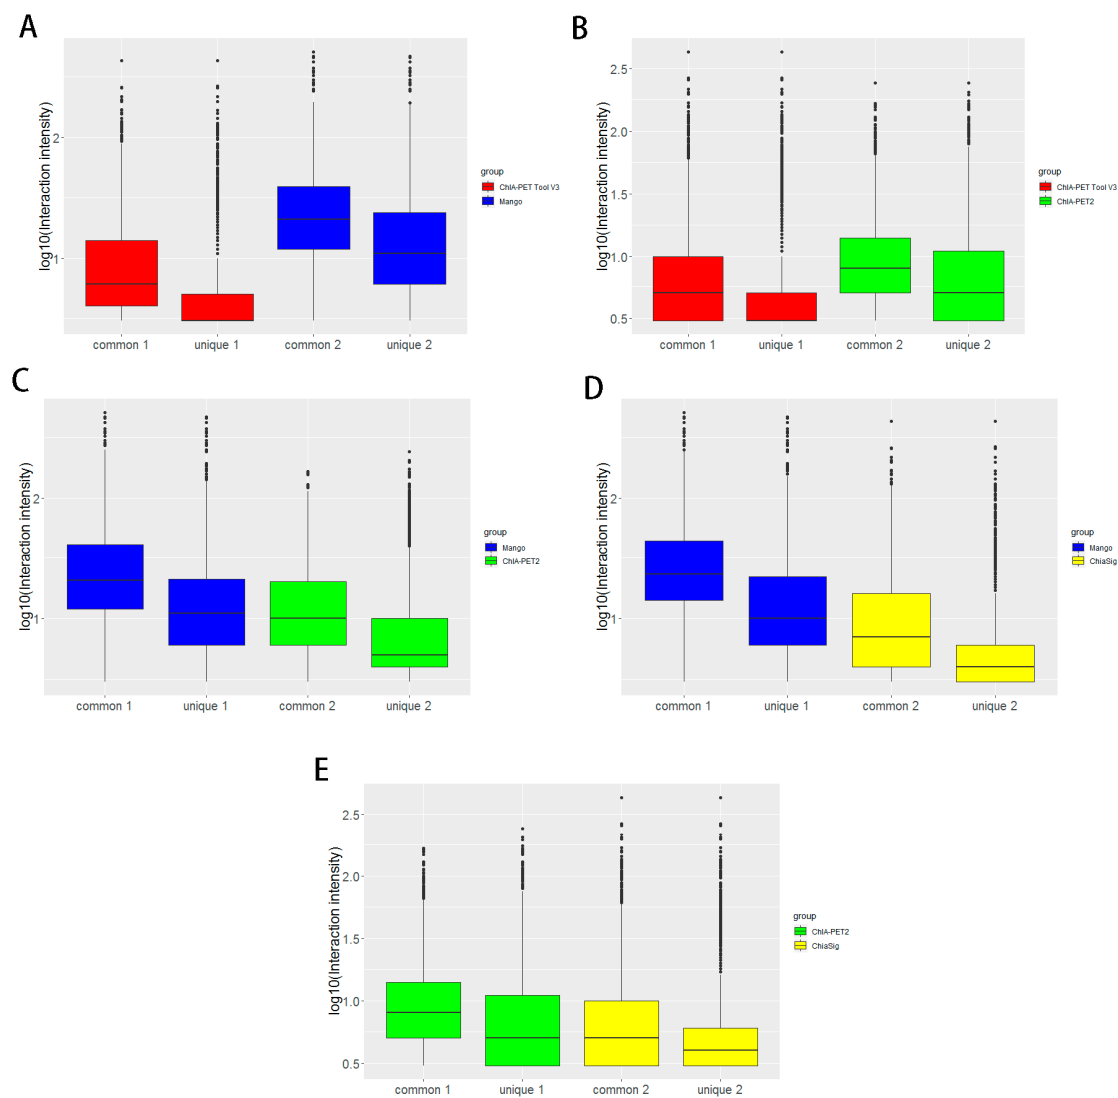 A
log10(Interaction intensity)
2
1
common 1
unique 1
common 2
unique 2
group
ChIA-PET Tool V3
Mango
B
log10(Interaction intensity)
2.5
2.0
1.5
1.0
0.5
common 1
unique 1
common 2
unique 2
group
ChIA-PET Tool V3
ChIA-PET2
C
log10(Interaction intensity)
2
1
common 1
unique 1
common 2
unique 2
group
Mango
ChIA-PET2
D
log10(Interaction intensity)
2
1
common 1
unique 1
common 2
unique 2
group
Mango
ChiaSig
E
log10(Interaction intensity)
2.5
2.0
1.5
1.0
0.5
common 1
unique 1
common 2
unique 2
group
ChIA-PET2
ChiaSig